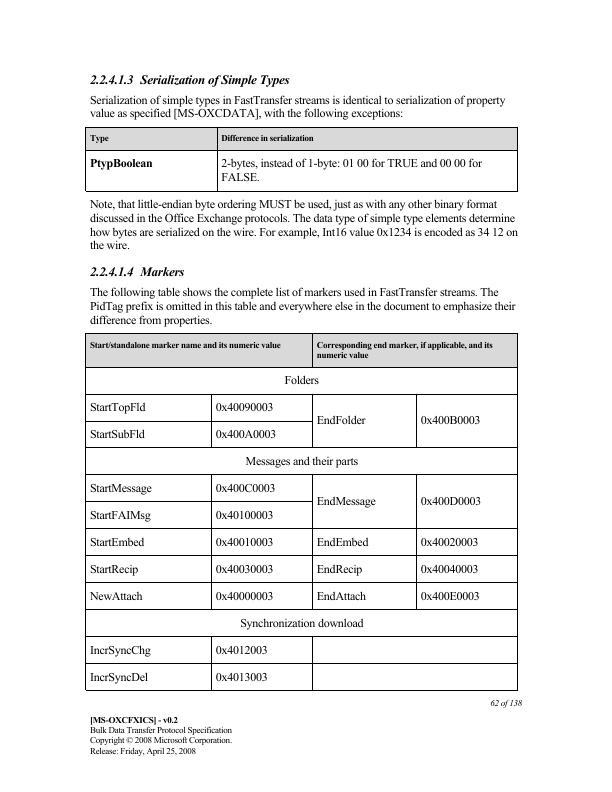 2.2.4.1.3 Serialization of Simple Types
Serialization of simple types in FastTransfer streams is identical to serialization of property
value as specified [MS-OXCDATA], with the following exceptions:
Type Difference in serialization
PtypBoolean 2-bytes, instead of 1-byte: 01 00 for TRUE and 00 00 for
FALSE.
Note, that little-endian byte ordering MUST be used, just as with any other binary format
discussed in the Office Exchange protocols. The data type of simple type elements determine
how bytes are serialized on the wire. For example, Int16 value 0x1234 is encoded as 34 12 on
the wire.
2.2.4.1.4 Markers
The following table shows the complete list of markers used in FastTransfer streams. The
PidTag prefix is omitted in this table and everywhere else in the document to emphasize their
difference from properties.
Start/standalone marker name and its numeric value Corresponding end marker, if applicable, and its
numeric value
Folders
StartTopFld 0x40090003
EndFolder 0x400B0003
StartSubFld 0x400A0003
Messages and their parts
StartMessage 0x400C0003
EndMessage 0x400D0003
StartFAIMsg 0x40100003
StartEmbed 0x40010003 EndEmbed 0x40020003
StartRecip 0x40030003 EndRecip 0x40040003
NewAttach 0x40000003 EndAttach 0x400E0003
Synchronization download
IncrSyncChg 0x4012003
IncrSyncDel 0x4013003
62 of 138
[MS-OXCFXICS] - v0.2
Bulk Data Transfer Protocol Specification
Copyright © 2008 Microsoft Corporation.
Release: Friday, April 25, 2008